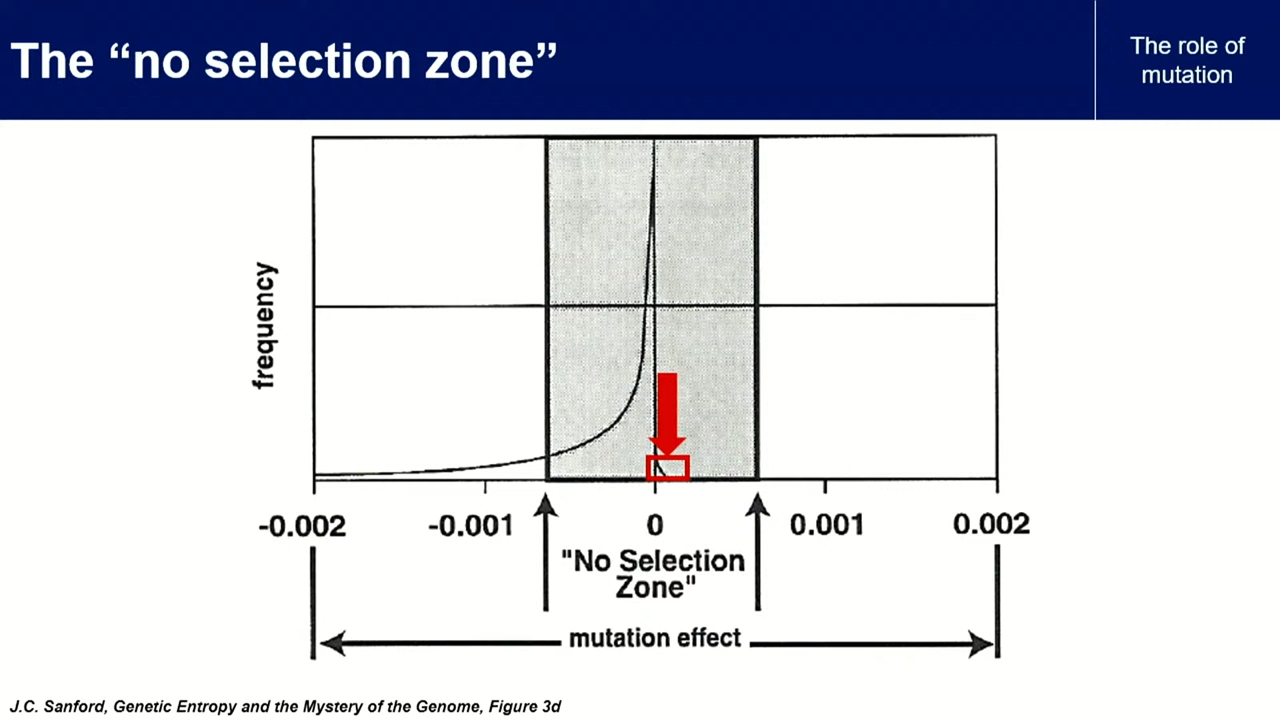 The “no selection zone”
The role of
mutation
frequency
-0.002
-0.001
0
0.001
0.002
"No Selection
Zone"
mutation effect
J.C. Sanford, Genetic Entropy and the Mystery of the Genome, Figure 3d